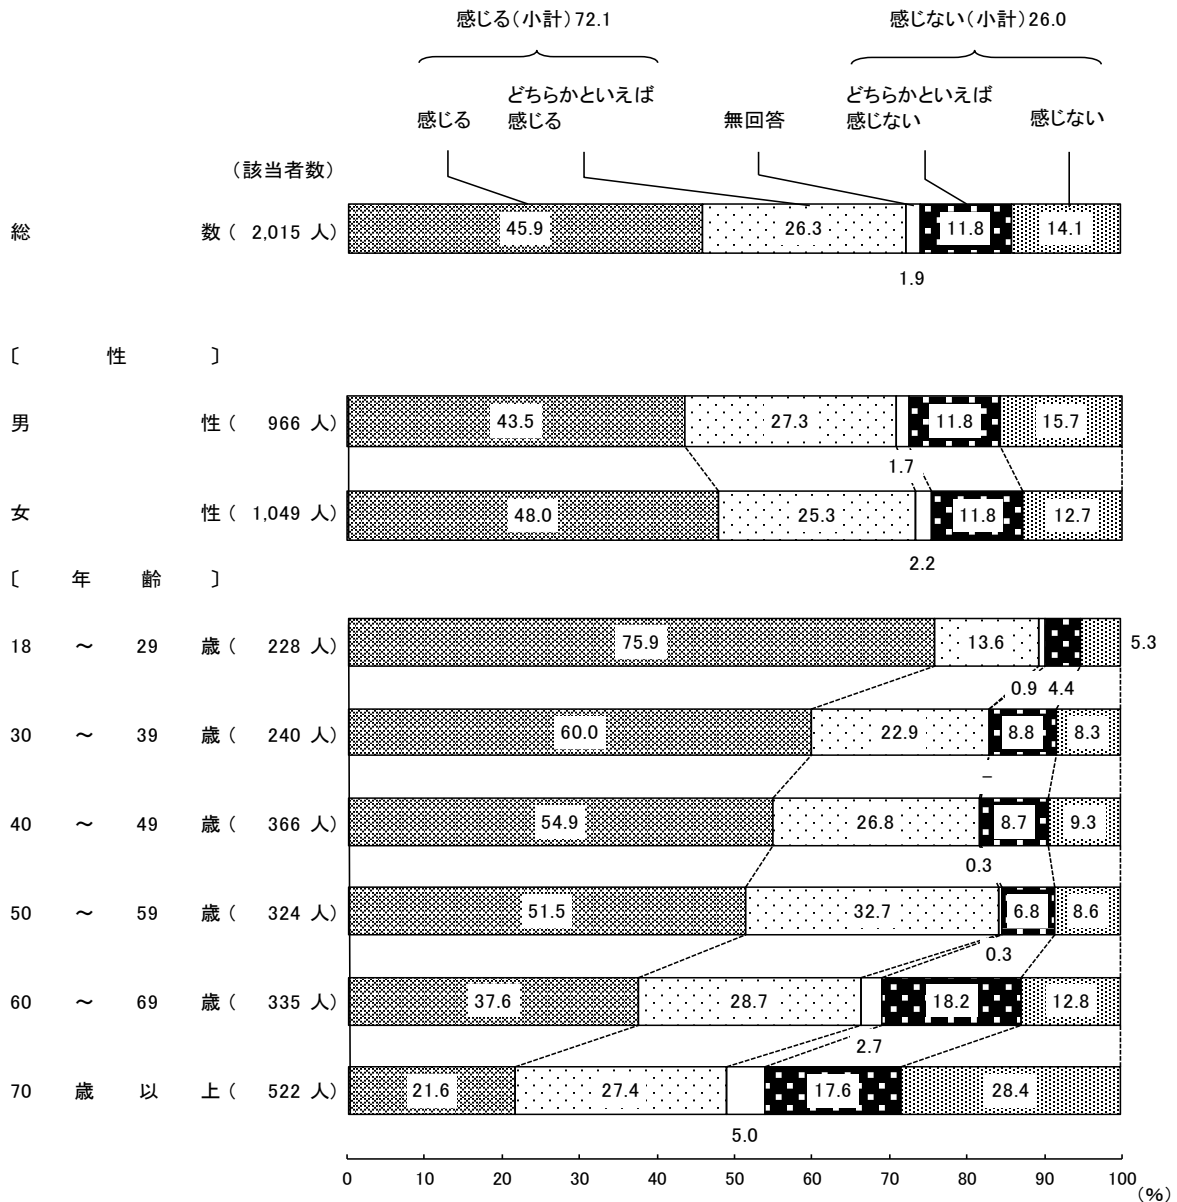 感じる(小計)72.1 感じない(小計)26.0
感じる どちらかといえば感じる 無回答 どちらかといえば感じない 感じない
(該当者数)
総数( 2,015 人) 45.9 26.3 11.8 14.1
1.9
〔 性 〕
男性( 966 人) 43.5 27.3 11.8 15.7
1.7
女性( 1,049 人) 48.0 25.3 11.8 12.7
2.2
〔 年 齢 〕
18 ~ 29 歳( 228 人) 75.9 13.6 5.3
0.9 4.4
30 ~ 39 歳( 240 人) 60.0 22.9 8.8 8.3
-
40 ~ 49 歳( 366 人) 54.9 26.8 8.7 9.3
0.3
50 ~ 59 歳( 324 人) 51.5 32.7 6.8 8.6
0.3
60 ~ 69 歳( 335 人) 37.6 28.7 18.2 12.8
2.7
70 歳以上( 522 人) 21.6 27.4 17.6 28.4
5.0
0 10 20 30 40 50 60 70 80 90 100
(%)